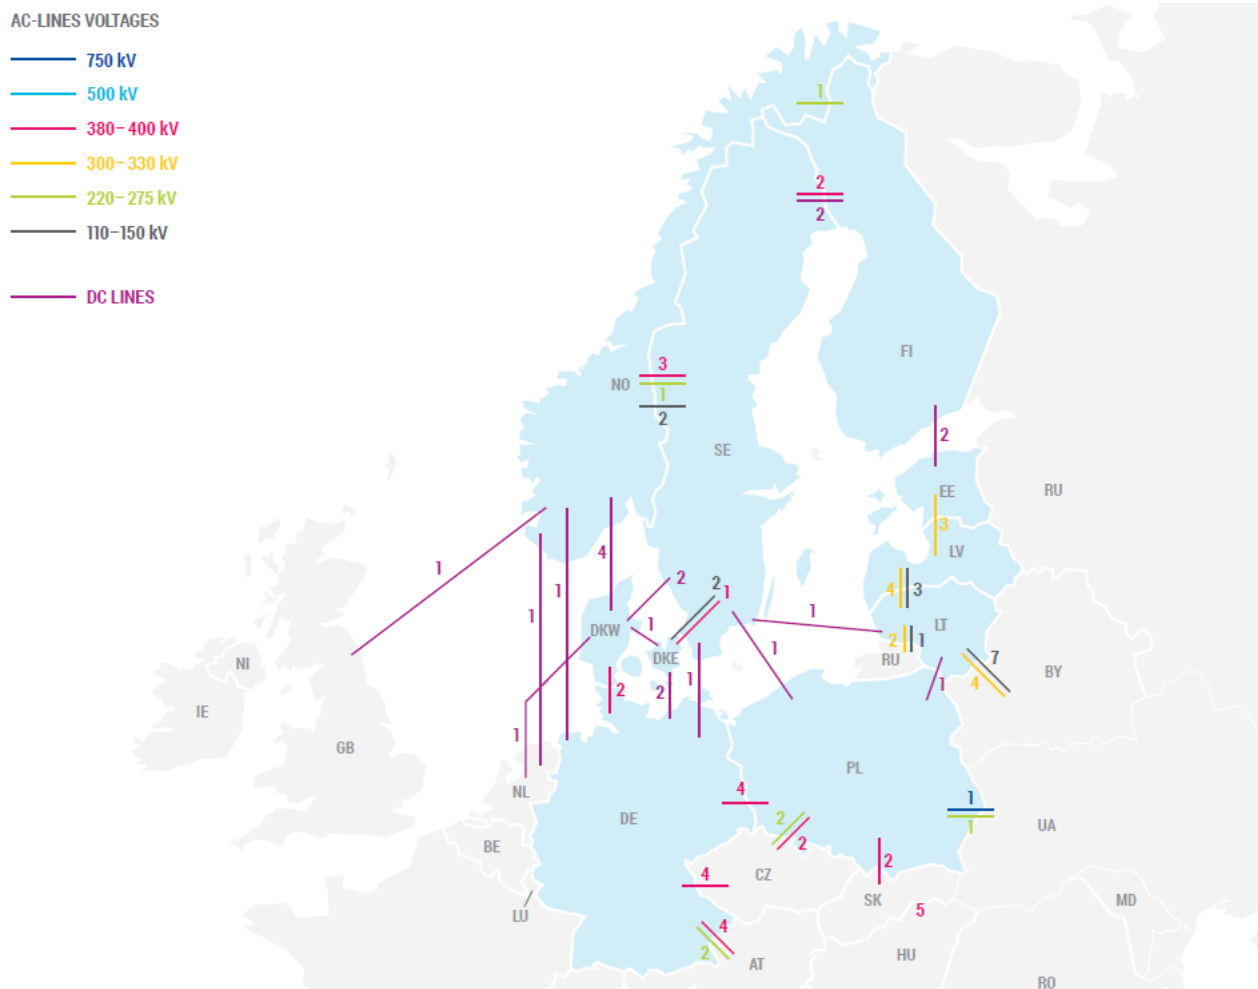 AC-LINES VOLTAGES
750 kV
500 kV
380–400 kV
300–330 kV
220–275 kV
110–150 kV
DC LINES
1
2
2
FI
3
NO
1
2
SE
2
EE
RU
3
LV
1
4
1
2
2
1
4
3
1
1
LT
DKW
1
2
1
NI
DKE
1
RU
7
BY
4
1
IE
2
2
1
1
GB
PL
NL
4
1
DE
2
1
UA
BE
2
2
4
CZ
LU
SK
5
MD
4
2
AT
HU
RO